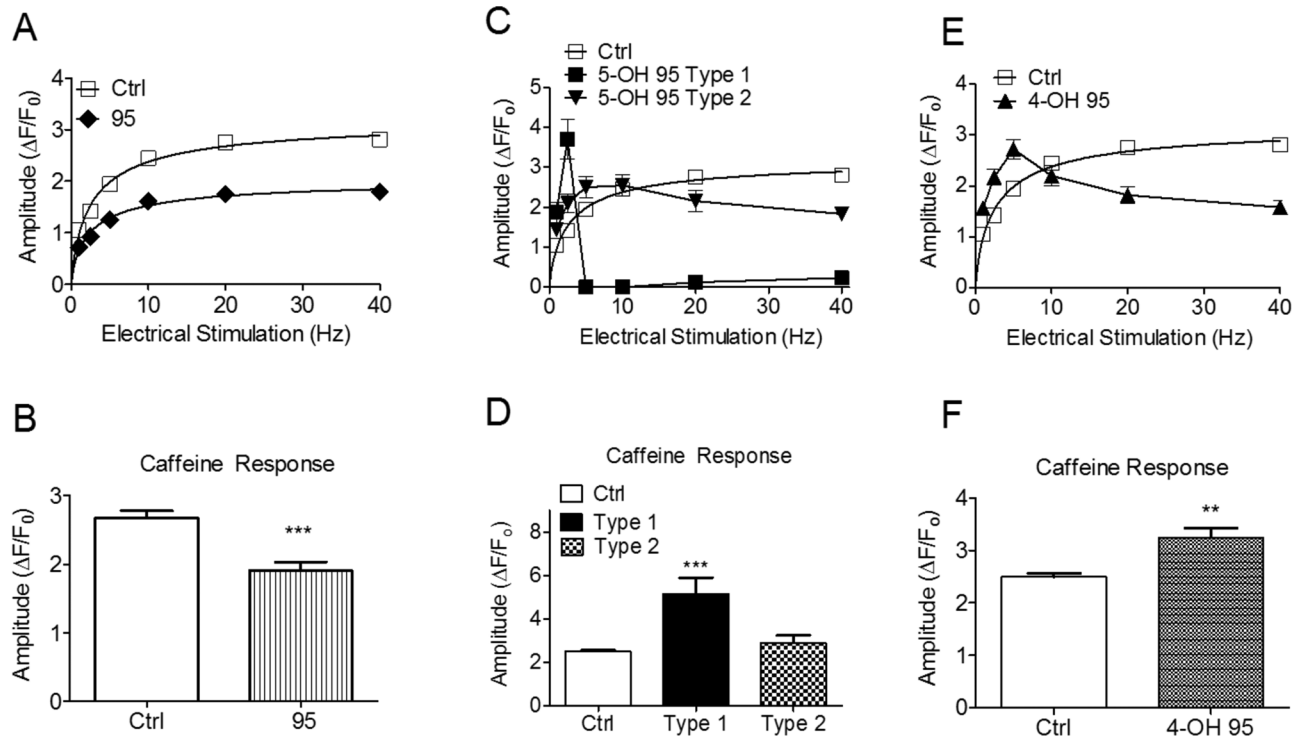 A
Ctrl
95
Amplitude (ΔF/F0)
4
3
2
1
0
0 10 20 30 40
Electrical Stimulation (Hz)
C
Ctrl
5-OH 95 Type 1
5-OH 95 Type 2
Amplitude (ΔF/Fo)
5
4
3
2
1
0
0 10 20 30 40
Electrical Stimulation (Hz)
E
Ctrl
4-OH 95
Amplitude (ΔF/Fo)
4
3
2
1
0
0 10 20 30 40
Electrical Stimulation (Hz)
B
Caffeine Response
Amplitude (ΔF/F0)
3
2
1
0
***
Ctrl 95
D
Caffeine Response
Ctrl
Type 1
Type 2
Amplitude (ΔF/Fo)
8
6
4
2
0
***
Ctrl Type 1 Type 2
F
Caffeine Response
Amplitude (ΔF/Fo)
4
3
2
1
0
**
Ctrl 4-OH 95